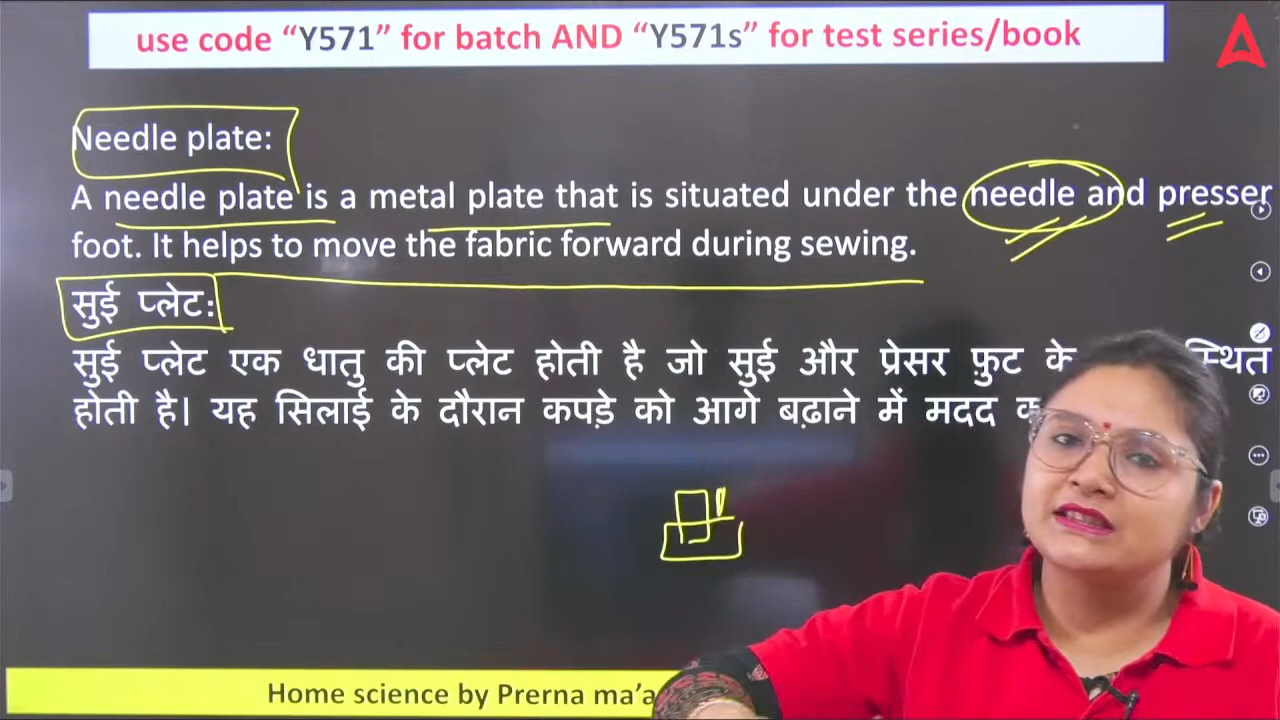 use code “Y571” for batch AND “Y571s” for test series/book
Needle plate:
A needle plate is a metal plate that is situated under the needle and presser
foot. It helps to move the fabric forward during sewing.
सुई प्लेट:
सुई प्लेट एक धातु की प्लेट होती है जो सुई और प्रेसर फ़ुट के
होती है। यह सिलाई के दौरान कपड़े को आगे बढ़ाने में मदद
Home science by Prerna